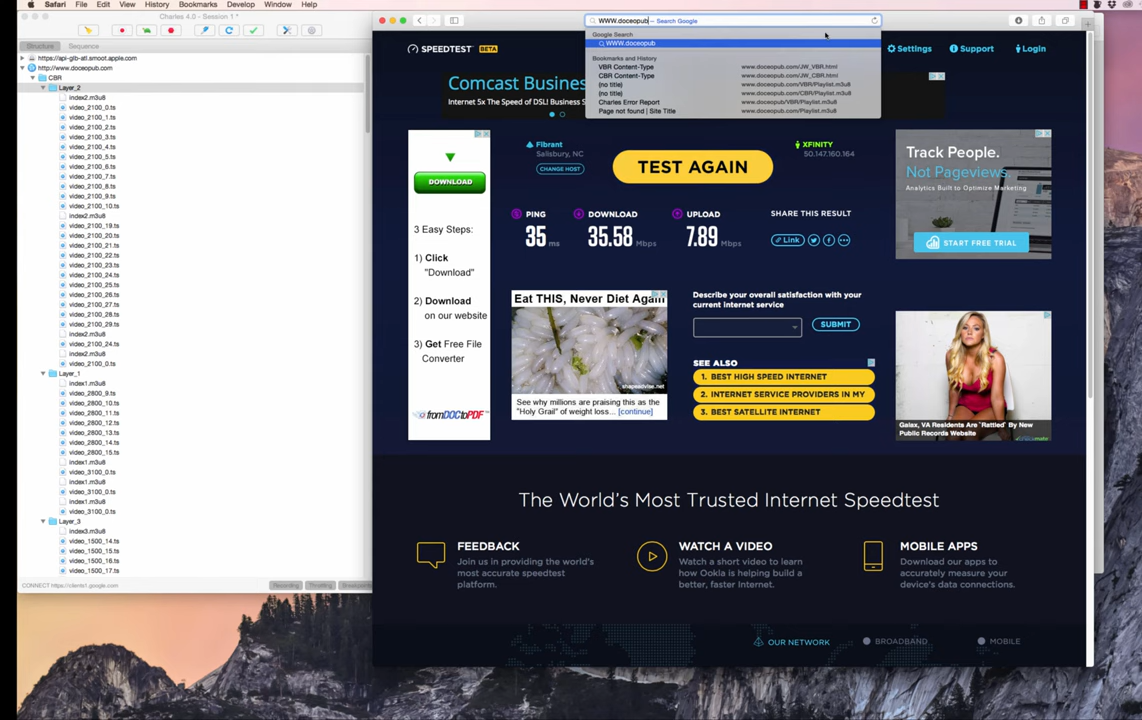 Safari File Edit View History Bookmarks Develop Window Help
Charles 4.0 - Session 1 *
Structure Sequence
https://api-glb-atl.smoot.apple.com
http://www.doceopub.com
CBR
Layer_2
index2.m3u8
video_2100_0.ts
video_2100_1.ts
video_2100_2.ts
video_2100_3.ts
video_2100_4.ts
video_2100_5.ts
video_2100_6.ts
video_2100_7.ts
video_2100_8.ts
video_2100_9.ts
video_2100_10.ts
index2.m3u8
video_2100_19.ts
video_2100_20.ts
video_2100_21.ts
video_2100_22.ts
video_2100_23.ts
video_2100_24.ts
video_2100_25.ts
video_2100_26.ts
video_2100_27.ts
video_2100_28.ts
video_2100_29.ts
index2.m3u8
video_2100_24.ts
index2.m3u8
video_2100_0.ts
Layer_1
index1.m3u8
video_2800_9.ts
video_2800_10.ts
video_2800_11.ts
video_2800_12.ts
video_2800_13.ts
video_2800_14.ts
video_2800_15.ts
index1.m3u8
video_3100_0.ts
index1.m3u8
video_3100_0.ts
index1.m3u8
video_3100_0.ts
Layer_3
index3.m3u8
video_1500_14.ts
video_1500_15.ts
video_1500_16.ts
video_1500_17.ts
CONNECT https://clients1.google.com
Recording Throttling Breakpoints
WWW.doceopub — Search Google
Google Search
WWW.doceopub
Bookmarks and History
VBR Content-Type www.doceopub.com/JW_VBR.html
CBR Content-Type www.doceopub.com/JW_CBR.html
(no title) www.doceopub.com/VBR/Playlist.m3u8
(no title) www.doceopub.com/CBR/Playlist.m3u8
Charles Error Report www.doceopub/VBR/Playlist.m3u8
Page not found | Site Title www.doceopub.com/Playlist.m3u8
SPEEDTEST BETA
Settings Support Login
Comcast Busines
Internet 5x The Speed of DSL! Business S
DOWNLOAD
3 Easy Steps:
1) Click
"Download"
2) Download
on our website
3) Get Free File
Converter
fromDOCtoPDF
Fibrant
Salisbury, NC
CHANGE HOST
TEST AGAIN
XFINITY
50.147.160.164
PING
35 ms
DOWNLOAD
35.58 Mbps
UPLOAD
7.89 Mbps
SHARE THIS RESULT
Link
Track People.
Not Pageviews.
Analytics Built to Optimize Marketing
START FREE TRIAL
Eat THIS, Never Diet Again
shapeadvise.net
See why millions are praising this as the
"Holy Grail" of weight loss... [continue]
Describe your overall satisfaction with your
current internet service
SUBMIT
SEE ALSO
1. BEST HIGH SPEED INTERNET
2. INTERNET SERVICE PROVIDERS IN MY
3. BEST SATELLITE INTERNET
Galax, VA Residents Are 'Rattled' By New
Public Records Website
The World's Most Trusted Internet Speedtest
FEEDBACK
Join us in providing the world's
most accurate speedtest
platform.
WATCH A VIDEO
Watch a short video to learn
how Ookla is helping build a
better, faster Internet.
MOBILE APPS
Download our apps to
accurately measure your
device's data connections.
OUR NETWORK BROADBAND MOBILE